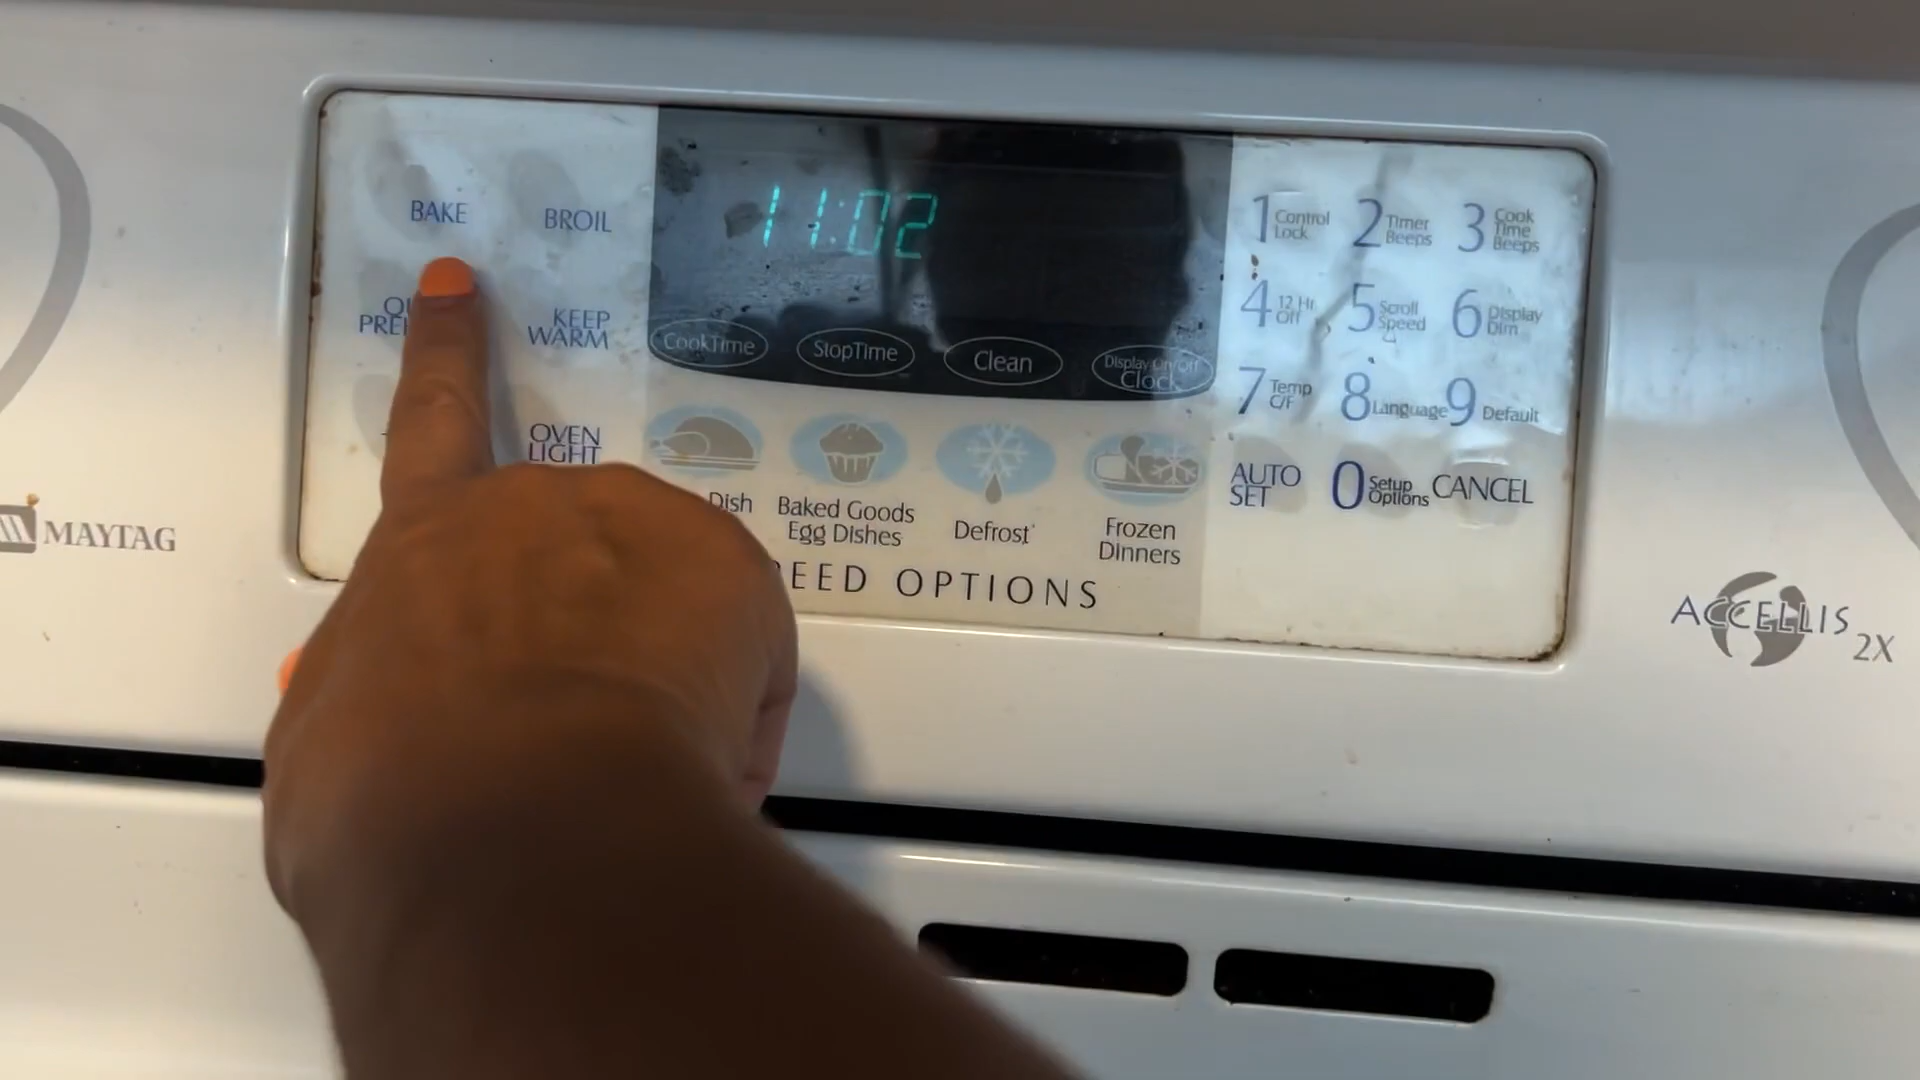 BAKE
BROIL
KEEP
WARM
OVEN
LIGHT
11:02
CookTime
StopTime
Clean
Display On/Off
Clock
Dish
Baked Goods
Egg Dishes
Defrost
Frozen
Dinners
EED OPTIONS
1 Control
Lock
2 Timer
Beeps
3 Cook
Time
Beeps
4 12 Hr
Off
5 Scroll
Speed
6 Display
Dim
7 Temp
C/F
8 Language
9 Default
AUTO
SET
0 Setup
Options
CANCEL
MAYTAG
ACCELLIS
2X